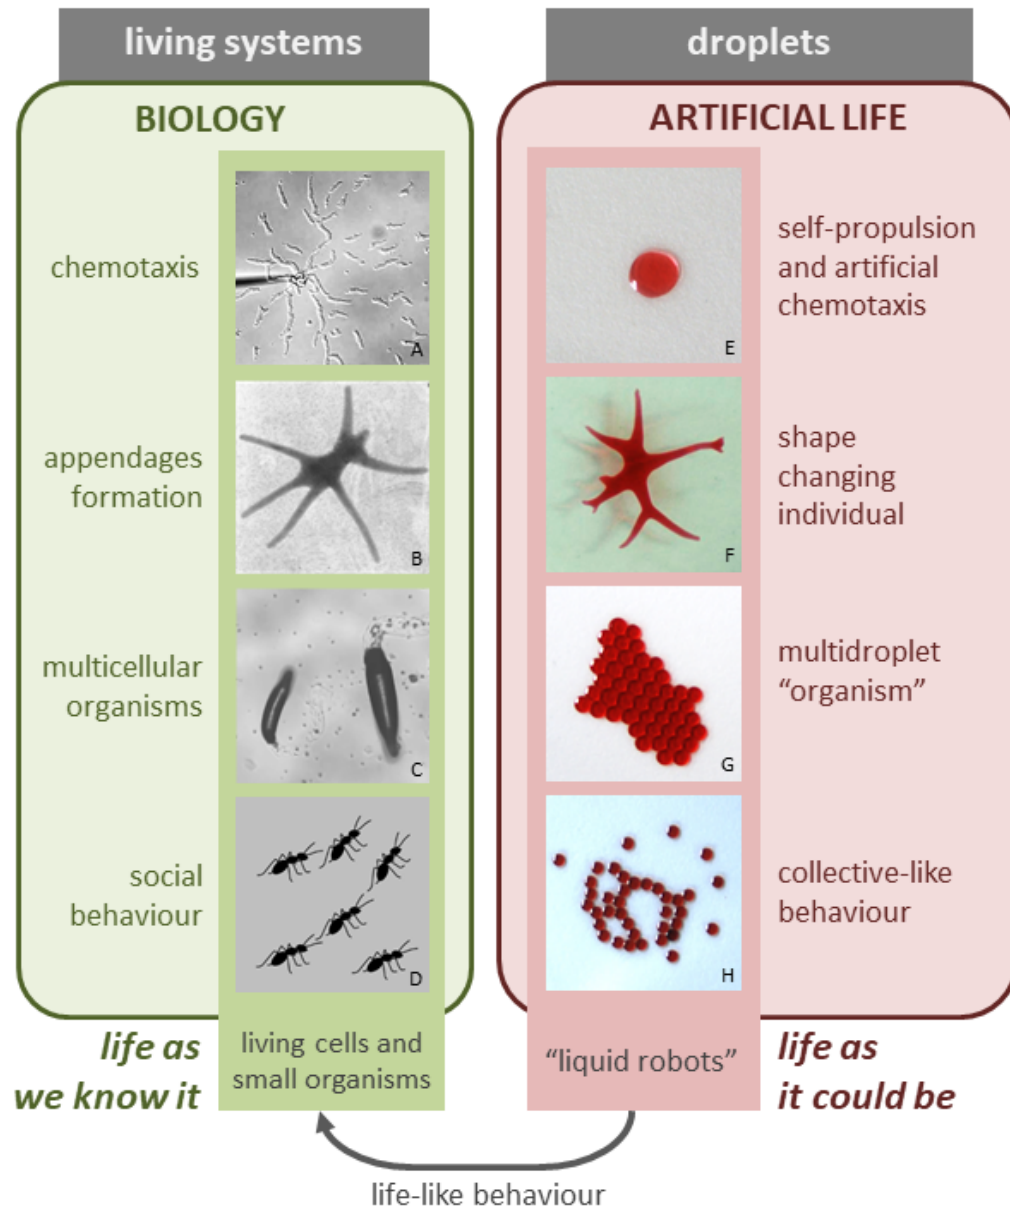 living systems
droplets
BIOLOGY
ARTIFICIAL LIFE
chemotaxis
A
E
self-propulsion
and artificial
chemotaxis
appendages
formation
B
F
shape
changing
individual
multicellular
organisms
C
G
multidroplet
“organism”
social
behaviour
D
H
collective-like
behaviour
life as
we know it
living cells and
small organisms
“liquid robots”
life as
it could be
life-like behaviour